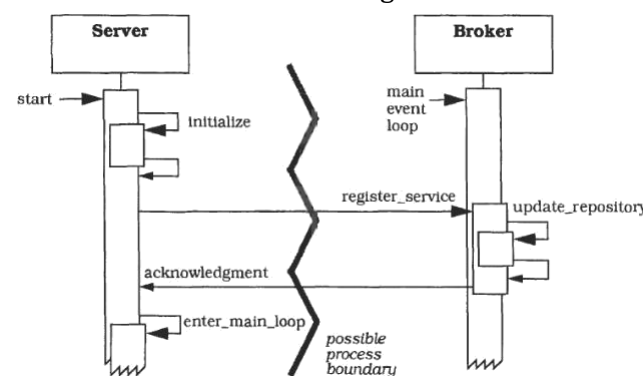 Server
Broker
start
main
event
loop
initialize
register_service
update_repository
acknowledgment
enter_main_loop
possible
process
boundary